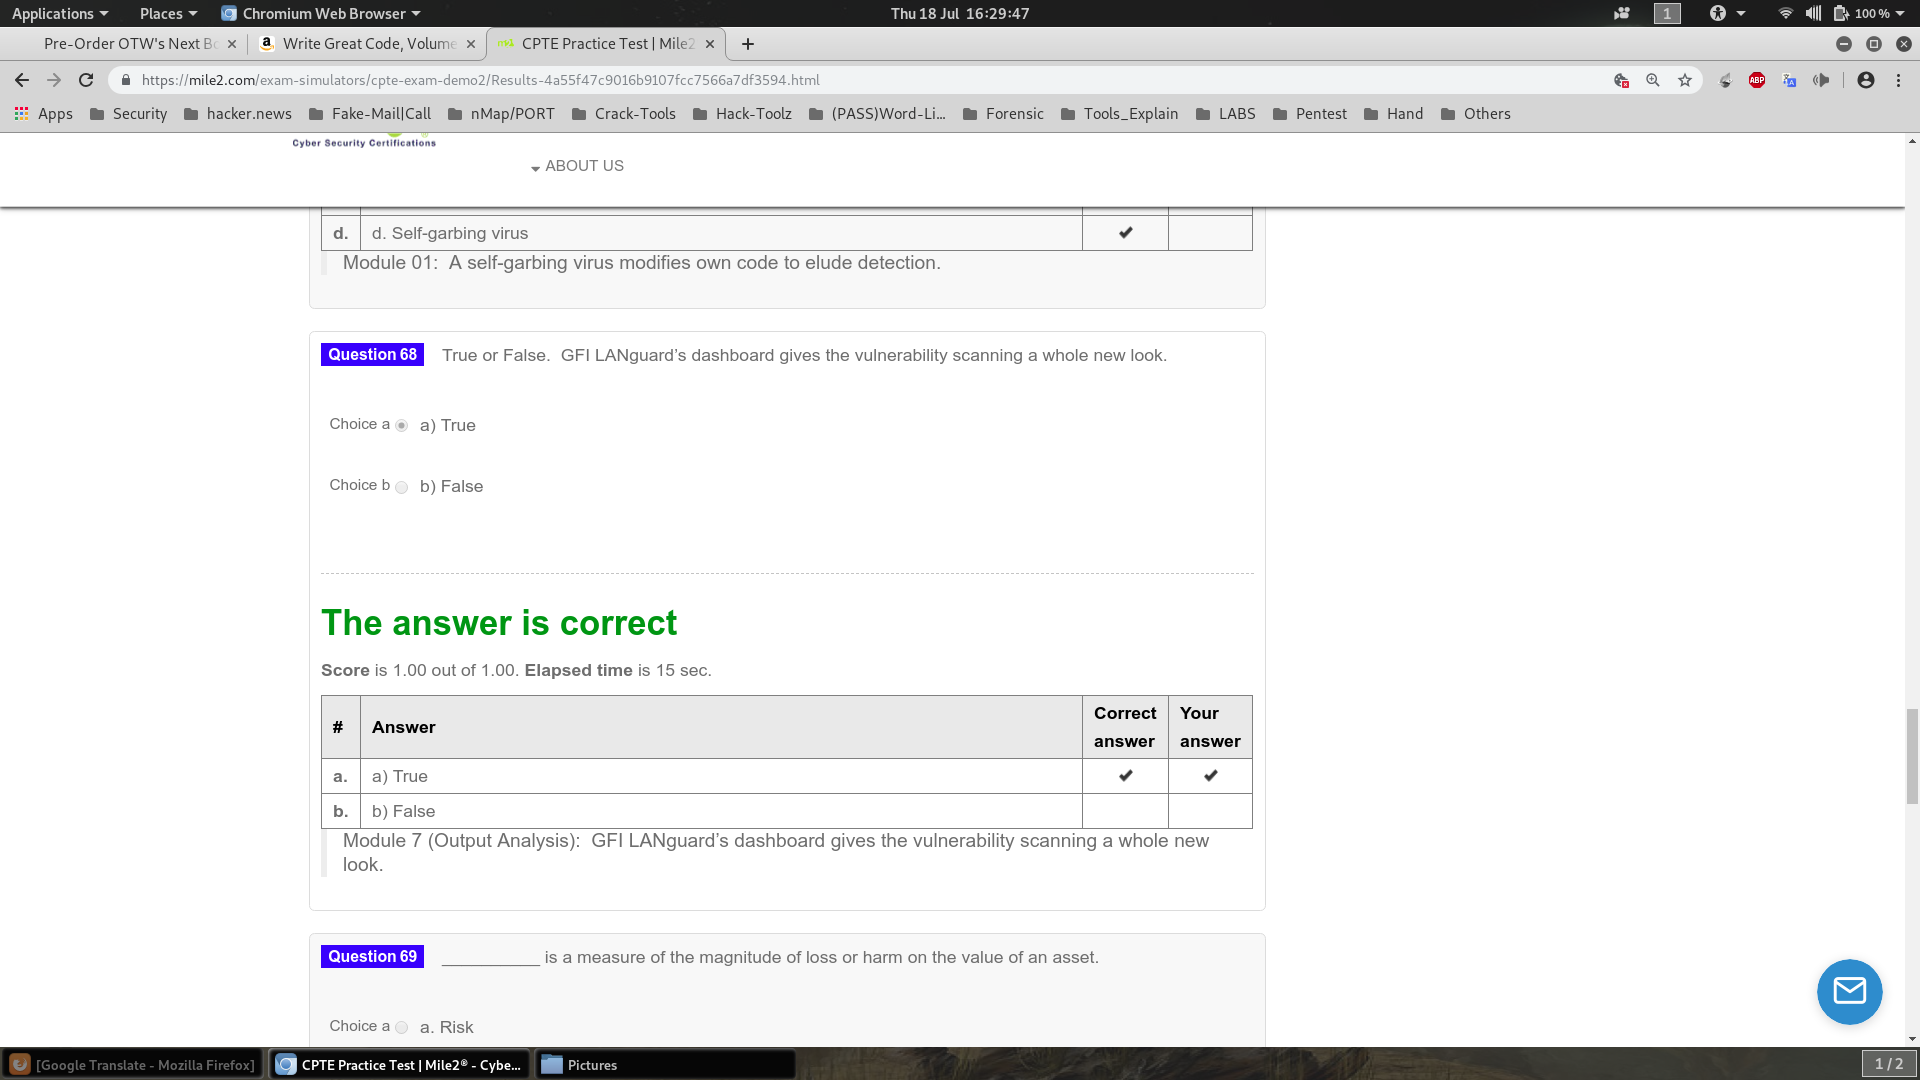 Applications Places Chromium Web Browser Thu 18 Jul 16:29:47 1 100 %
Pre-Order OTW's Next Bo Write Great Code, Volume CPTE Practice Test | Mile2
https://mile2.com/exam-simulators/cpte-exam-demo2/Results-4a55f47c9016b9107fcc7566a7df3594.html ABP
Apps Security hacker.news Fake-Mail|Call nMap/PORT Crack-Tools Hack-Toolz (PASS)Word-Li... Forensic Tools_Explain LABS Pentest Hand Others
Cyber Security Certifications
ABOUT US
d. d. Self-garbing virus ✔
Module 01: A self-garbing virus modifies own code to elude detection.
Question 68 True or False. GFI LANguard’s dashboard gives the vulnerability scanning a whole new look.
Choice a a) True
Choice b b) False
The answer is correct
Score is 1.00 out of 1.00. Elapsed time is 15 sec.
# Answer Correct answer Your answer
a. a) True ✔ ✔
b. b) False
Module 7 (Output Analysis): GFI LANguard’s dashboard gives the vulnerability scanning a whole new
look.
Question 69 __________ is a measure of the magnitude of loss or harm on the value of an asset.
Choice a a. Risk
[Google Translate - Mozilla Firefox] CPTE Practice Test | Mile2® - Cybe... Pictures 1 / 2